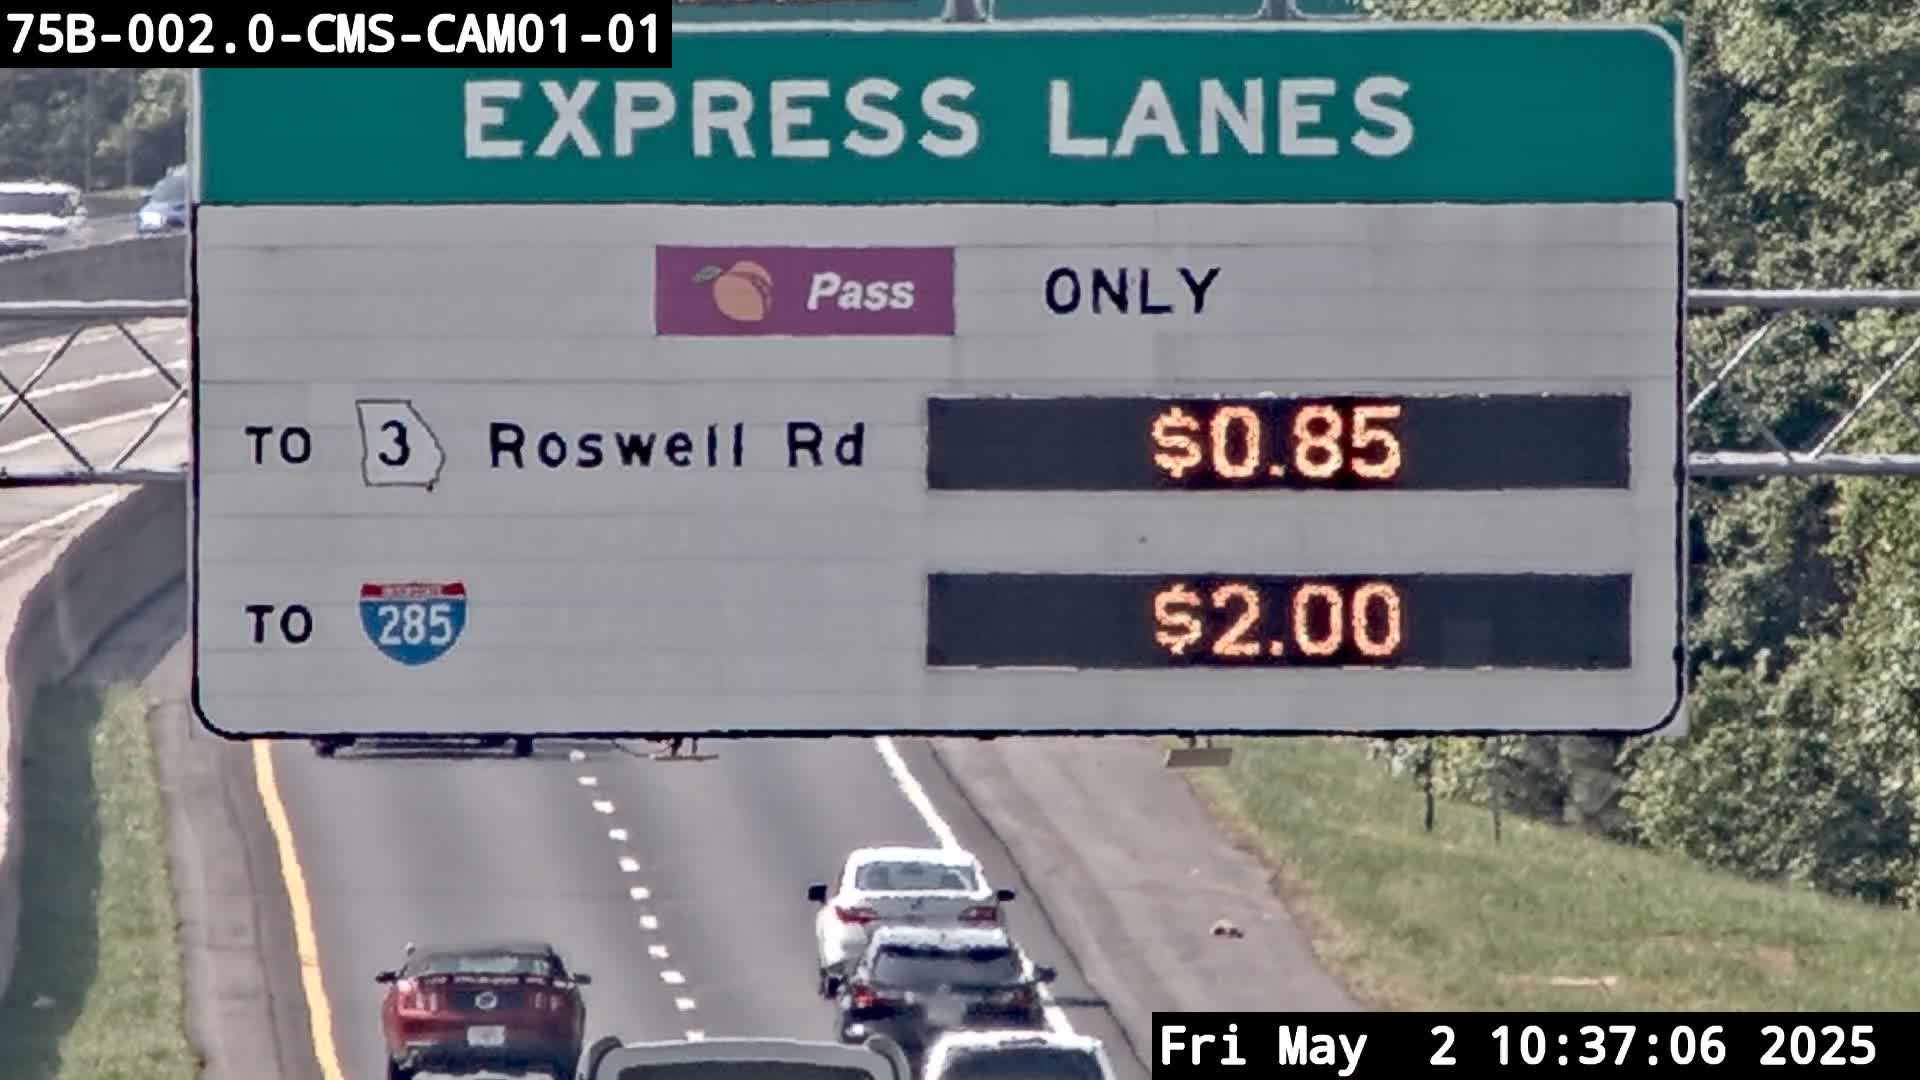 75B-002.0-CMS-CAM01-01
EXPRESS LANES
Pass ONLY
TO 3 Roswell Rd $0.85
TO 285 $2.00
Fri May 2 10:37:06 2025